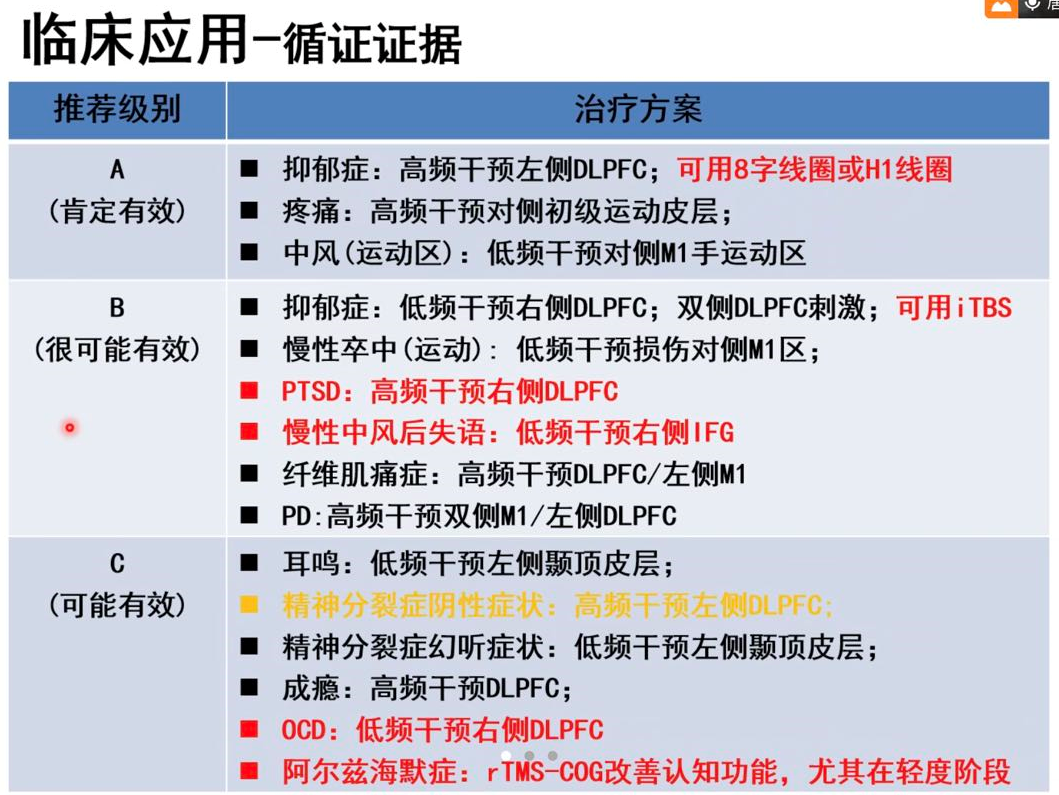 临床应用-循证证据
推荐级别
治疗方案
A
(肯定有效)
■ 抑郁症：高频干预左侧DLPFC；可用8字线圈或H1线圈
■ 疼痛：高频干预对侧初级运动皮层；
■ 中风(运动区)：低频干预对侧M1手运动区
B
(很可能有效)
■ 抑郁症：低频干预右侧DLPFC；双侧DLPFC刺激；可用iTBS
■ 慢性卒中(运动)：低频干预损伤对侧M1区；
■ PTSD：高频干预右侧DLPFC
■ 慢性中风后失语：低频干预右侧IFG
■ 纤维肌痛症：高频干预DLPFC/左侧M1
■ PD:高频干预双侧M1/左侧DLPFC
C
(可能有效)
■ 耳鸣：低频干预左侧颞顶皮层；
■ 精神分裂症阴性症状：高频干预左侧DLPFC;
■ 精神分裂症幻听症状：低频干预左侧颞顶皮层；
■ 成瘾：高频干预DLPFC；
■ OCD：低频干预右侧DLPFC
■ 阿尔兹海默症：rTMS-COG改善认知功能，尤其在轻度阶段